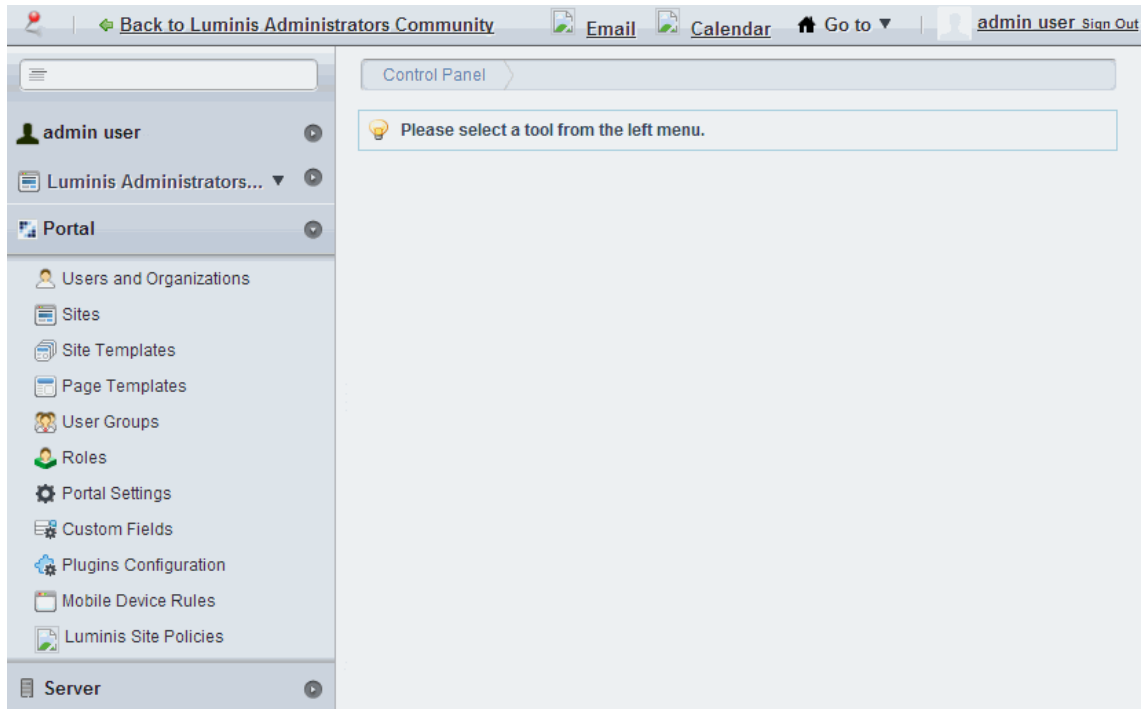 Back to Luminis Administrators Community Email Calendar Go to ▼ admin user Sign Out
Control Panel
Please select a tool from the left menu.
admin user
Luminis Administrators... ▼
Portal
Users and Organizations
Sites
Site Templates
Page Templates
User Groups
Roles
Portal Settings
Custom Fields
Plugins Configuration
Mobile Device Rules
Luminis Site Policies
Server